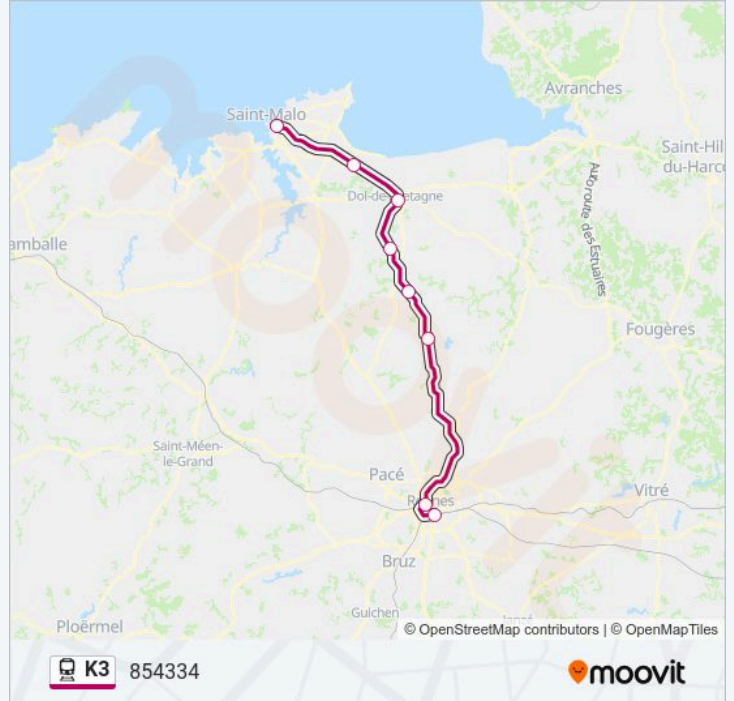 Avranches
Saint-Malo
Saint-Hil
du-Harco
Autoroute des Estuaires
Dol-de-Bretagne
amballe
Fougères
Saint-Méen-
le-Grand
Pacé
Rennes
Vitré
Bruz
Guichen
Ploërmel
© OpenStreetMap contributors | © OpenMapTiles
K3 854334
moovit